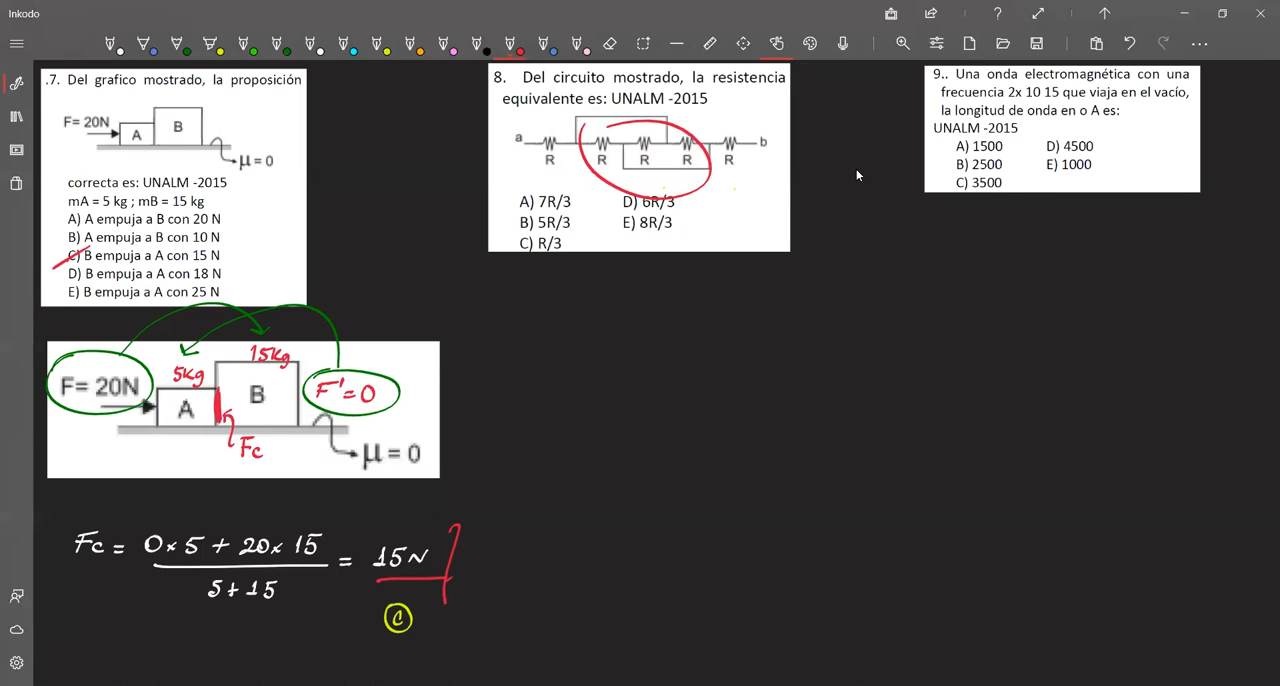 Inkodo
.7. Del grafico mostrado, la proposición
F= 20N
A
B
μ = 0
correcta es: UNALM -2015
mA = 5 kg ; mB = 15 kg
A) A empuja a B con 20 N
B) A empuja a B con 10 N
C) B empuja a A con 15 N
D) B empuja a A con 18 N
E) B empuja a A con 25 N
15Kg
5Kg
F= 20N
A
B
F'=0
Fc
μ = 0
Fc = 0x5 + 20x15 = 15N
5+15
C
8. Del circuito mostrado, la resistencia
equivalente es: UNALM -2015
a
b
R R R R R
A) 7R/3 D) 6R/3
B) 5R/3 E) 8R/3
C) R/3
9.. Una onda electromagnética con una
frecuencia 2x 10 15 que viaja en el vacío,
la longitud de onda en o A es:
UNALM -2015
A) 1500 D) 4500
B) 2500 E) 1000
C) 3500